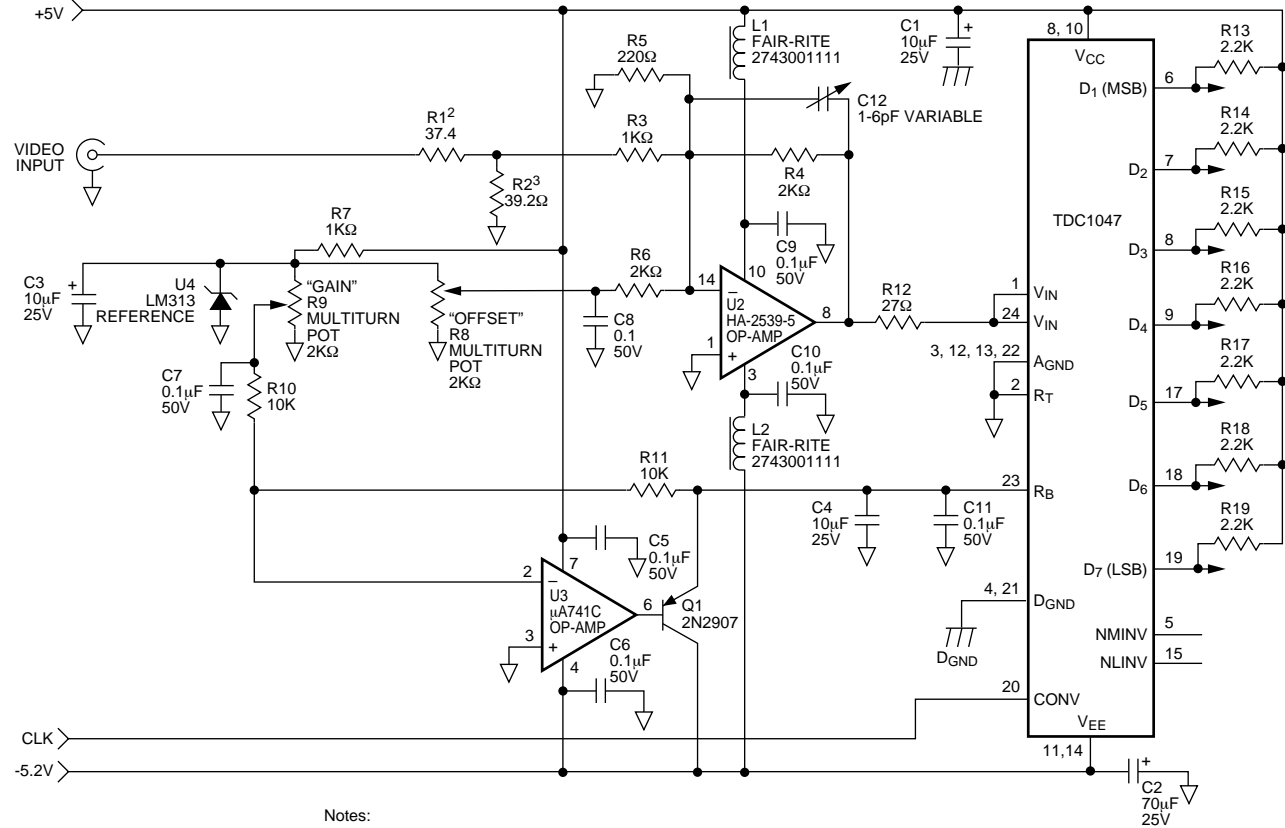 +5V
L1
FAIR-RITE
2743001111
C1
10µF
25V
+
8, 10
VCC
R13
2.2K
6
D1 (MSB)
R5
220Ω
C12
1-6pF VARIABLE
VIDEO
INPUT
R1²
37.4
R3
1KΩ
R4
2KΩ
R2³
39.2Ω
R14
2.2K
7
D2
TDC1047
R15
2.2K
8
D3
R7
1KΩ
C3
10µF
25V
+
U4
LM313
REFERENCE
“GAIN”
R9
MULTITURN
POT
2KΩ
“OFFSET”
R8
MULTITURN
POT
2KΩ
R6
2KΩ
C8
0.1
50V
C9
0.1µF
50V
10
14
–
U2
HA-2539-5
OP-AMP
8
1
+
3
R12
27Ω
1
VIN
24
VIN
3, 12, 13, 22
AGND
2
RT
R16
2.2K
9
D4
R17
2.2K
17
D5
C10
0.1µF
50V
C7
0.1µF
50V
R10
10K
L2
FAIR-RITE
2743001111
R11
10K
23
RB
R18
2.2K
18
D6
C4
10µF
25V
C11
0.1µF
50V
R19
2.2K
19
D7 (LSB)
C5
0.1µF
50V
7
2
–
U3
µA741C
OP-AMP
6
3
+
4
Q1
2N2907
C6
0.1µF
50V
4, 21
DGND
DGND
5
NMINV
15
NLINV
20
CONV
CLK
VEE
11,14
-5.2V
+
C2
70µF
25V
Notes: